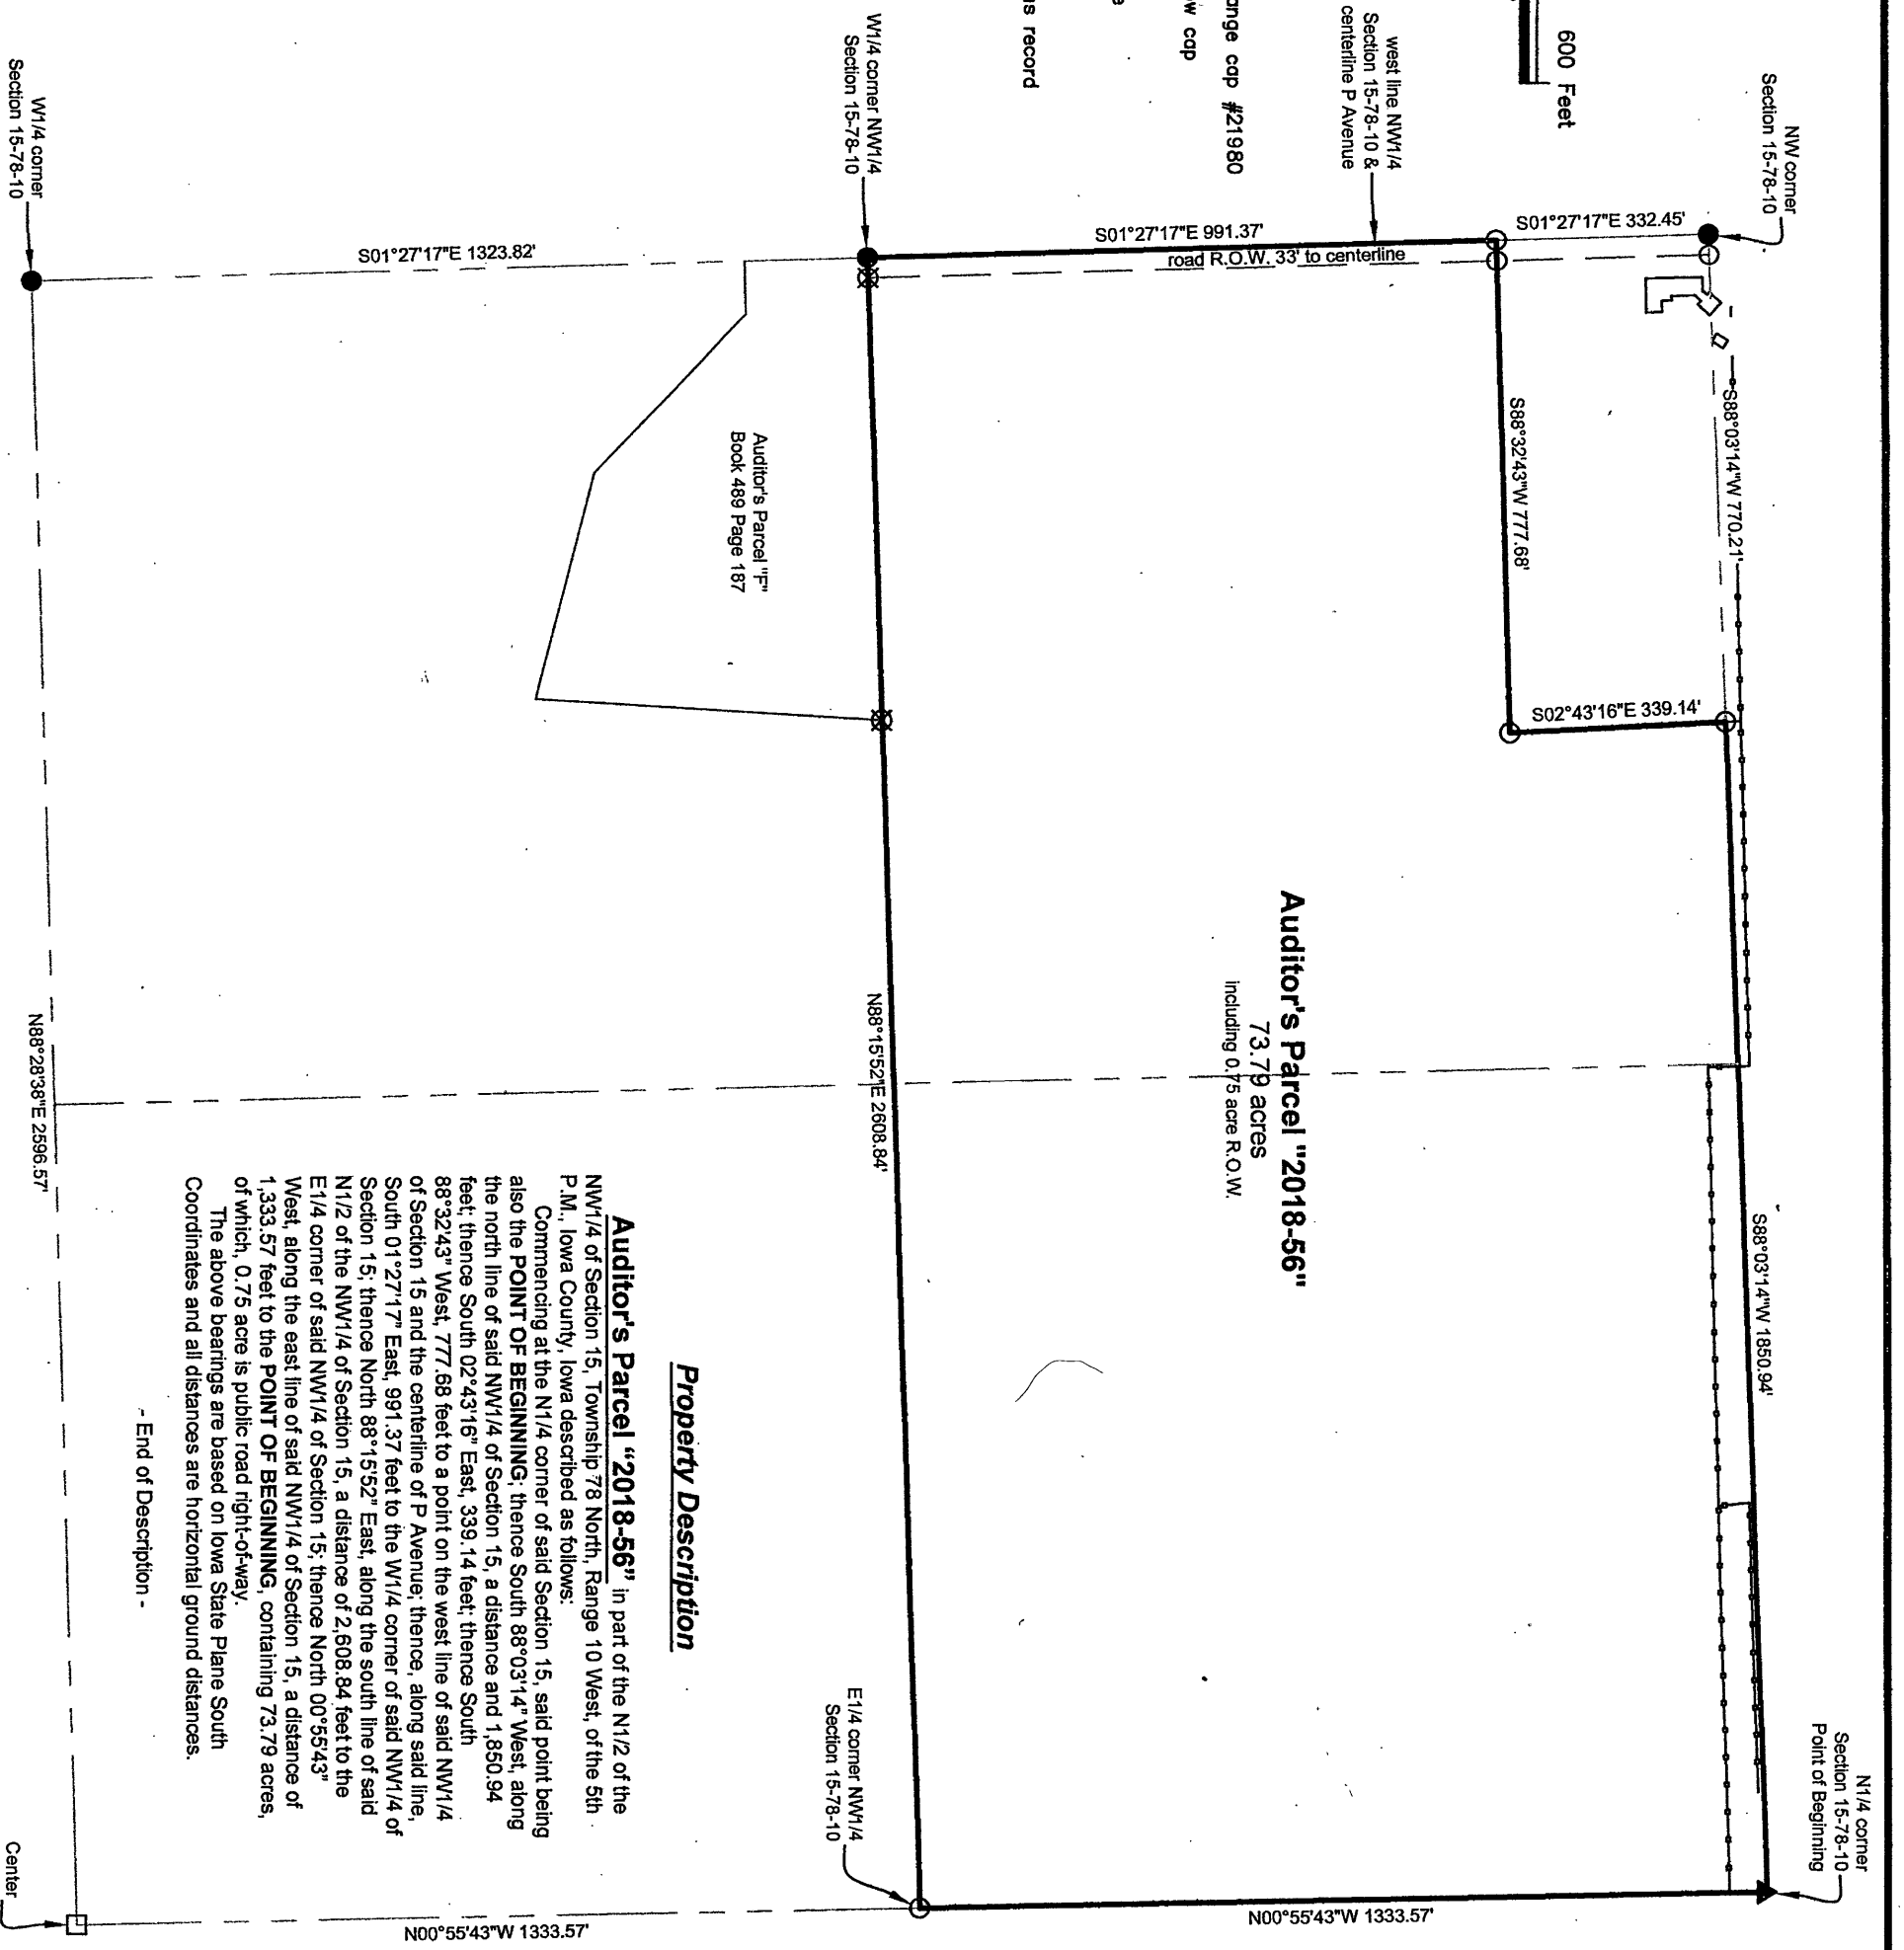 600 Feet
ange cap #21980
w cap
e
s record
NW corner
Section 15-78-10
west line NW1/4
Section 15-78-10 &
centerline P Avenue
W1/4 corner NW1/4
Section 15-78-10
W1/4 corner
Section 15-78-10
S01°27'17"E 332.45'
S01°27'17"E 991.37'
road R.O.W. 33' to centerline
S01°27'17"E 1323.82'
S88°03'14"W 770.21'
S88°32'43"W 777.68'
S02°43'16"E 339.14'
Auditor's Parcel "F"
Book 489 Page 187
Auditor's Parcel "2018-56"
73.79 acres
including 0.75 acre R.O.W.
S88°03'14"W 1850.94'
N88°15'52"E 2608.84'
N88°28'38"E 2596.57'
N1/4 corner
Section 15-78-10
Point of Beginning
E1/4 corner NW1/4
Section 15-78-10
N00°55'43"W 1333.57'
N00°55'43"W 1333.57'
Center
Property Description
Auditor's Parcel "2018-56" in part of the N1/2 of the
NW1/4 of Section 15, Township 78 North, Range 10 West, of the 5th
P.M., Iowa County, Iowa described as follows:
Commencing at the N1/4 corner of said Section 15, said point being
also the POINT OF BEGINNING; thence South 88°03'14" West, along
the north line of said NW1/4 of Section 15, a distance and 1,850.94
feet; thence South 02°43'16" East, 339.14 feet; thence South
88°32'43" West, 777.68 feet to a point on the west line of said NW1/4
of Section 15 and the centerline of P Avenue; thence, along said line,
South 01°27'17" East, 991.37 feet to the W1/4 corner of said NW1/4 of
Section 15; thence North 88°15'52" East, along the south line of said
N1/2 of the NW1/4 of Section 15, a distance of 2,608.84 feet to the
E1/4 corner of said NW1/4 of Section 15; thence North 00°55'43"
West, along the east line of said NW1/4 of Section 15, a distance of
1,333.57 feet to the POINT OF BEGINNING, containing 73.79 acres,
of which, 0.75 acre is public road right-of-way.
The above bearings are based on Iowa State Plane South
Coordinates and all distances are horizontal ground distances.
- End of Description -